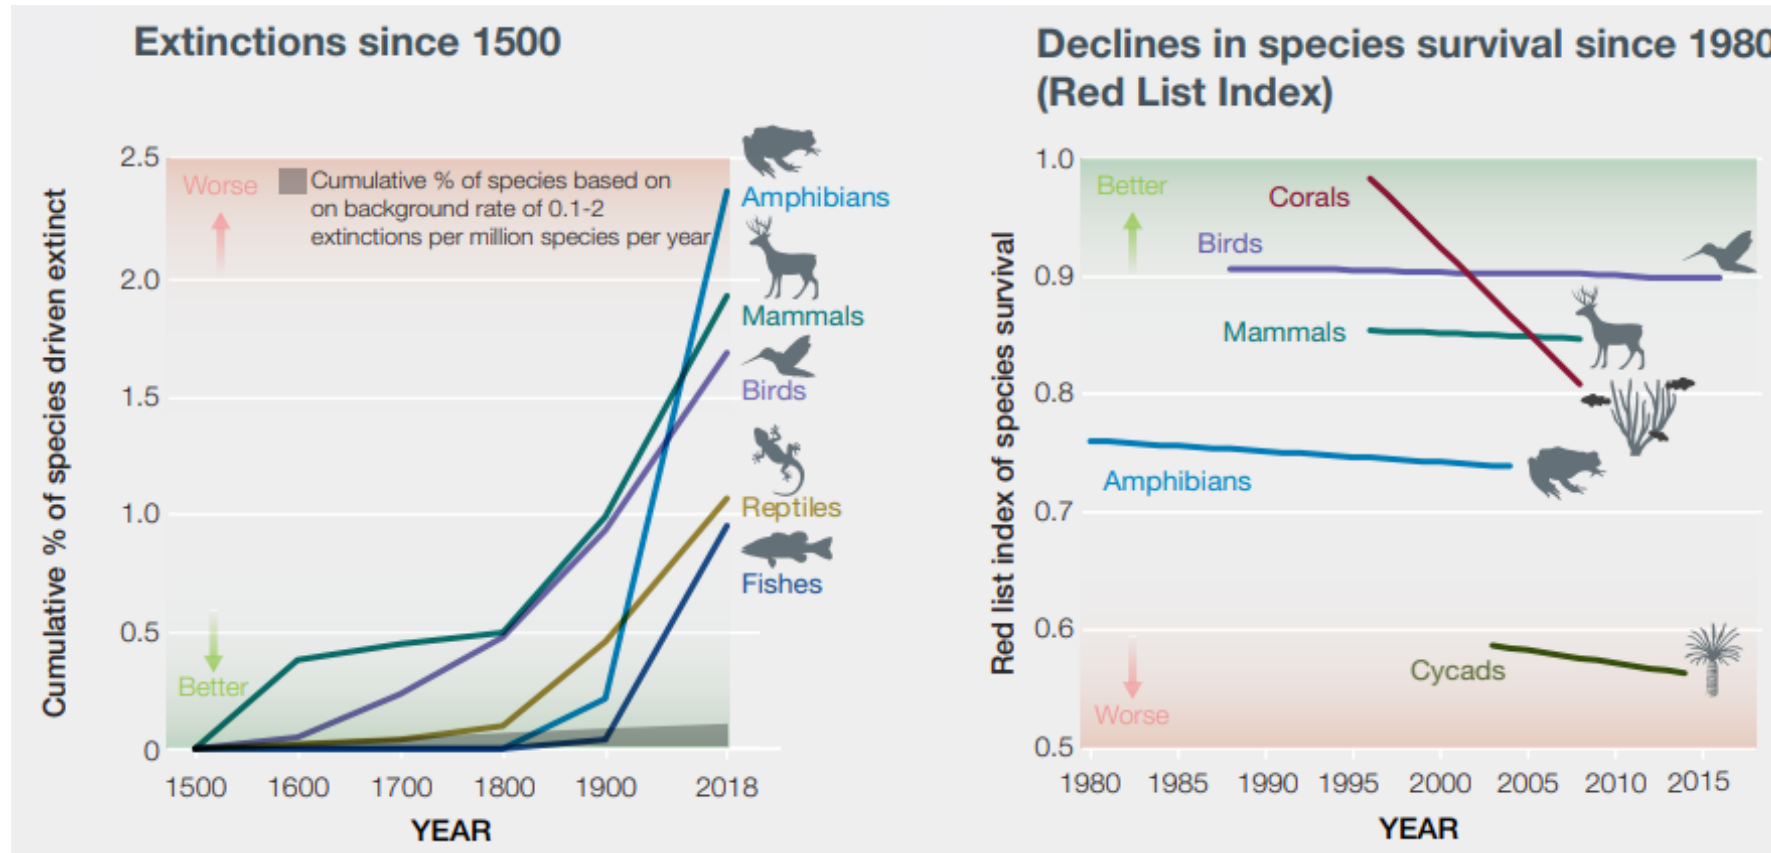 Extinctions since 1500
2.5
2.0
1.5
1.0
0.5
0
Cumulative % of species driven extinct
Worse
Cumulative % of species based on
on background rate of 0.1-2
extinctions per million species per year
Better
Amphibians
Mammals
Birds
Reptiles
Fishes
1500 1600 1700 1800 1900 2018
YEAR
Declines in species survival since 1980
(Red List Index)
1.0
0.9
0.8
0.7
0.6
0.5
Red list index of species survival
Better
Corals
Birds
Mammals
Amphibians
Cycads
Worse
1980 1985 1990 1995 2000 2005 2010 2015
YEAR